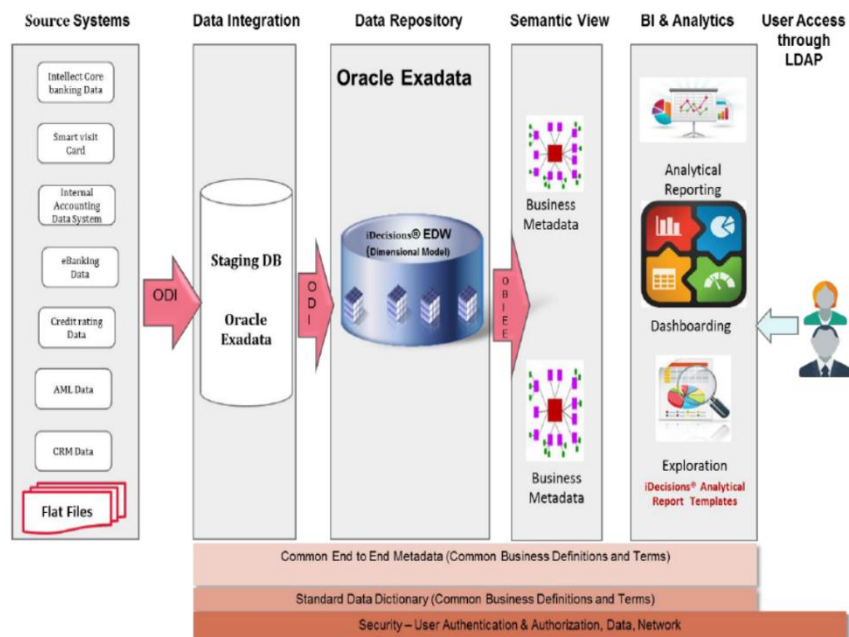 Source Systems
Data Integration
Data Repository
Semantic View
BI & Analytics
User Access
through
LDAP
Intellect Core
banking Data
Smart visit
Card
Internal
Accounting
Data System
eBanking
Data
Credit rating
Data
AML Data
CRM Data
Flat Files
ODI
Staging DB
Oracle
Exadata
ODI
Oracle Exadata
iDecisions® EDW
(Dimensional Model)
OBIEE
Business
Metadata
Business
Metadata
Analytical
Reporting
Dashboarding
Exploration
iDecisions® Analytical
Report Templates
Common End to End Metadata (Common Business Definitions and Terms)
Standard Data Dictionary (Common Business Definitions and Terms)
Security – User Authentication & Authorization, Data, Network